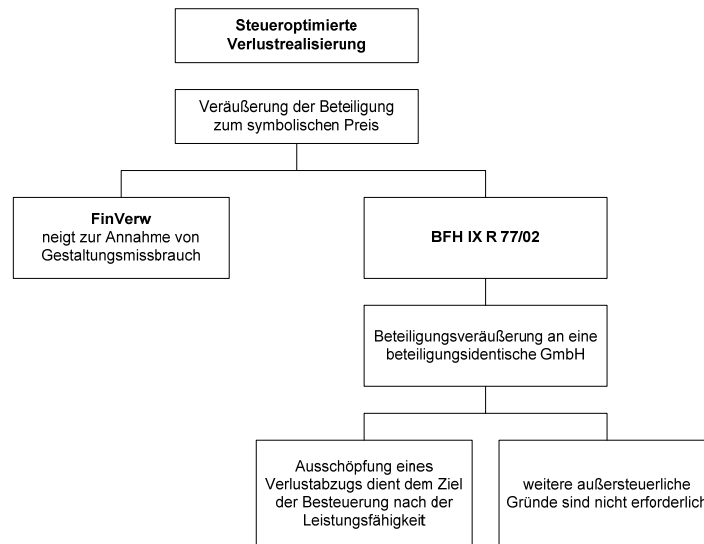 Steueroptimierte
Verlustrealisierung
Veräußerung der Beteiligung
zum symbolischen Preis
FinVerw
neigt zur Annahme von
Gestaltungsmissbrauch
BFH IX R 77/02
Beteiligungsveräußerung an eine
beteiligungsidentische GmbH
Ausschöpfung eines
Verlustabzugs dient dem Ziel
der Besteuerung nach der
Leistungsfähigkeit
weitere außersteuerliche
Gründe sind nicht erforderlich